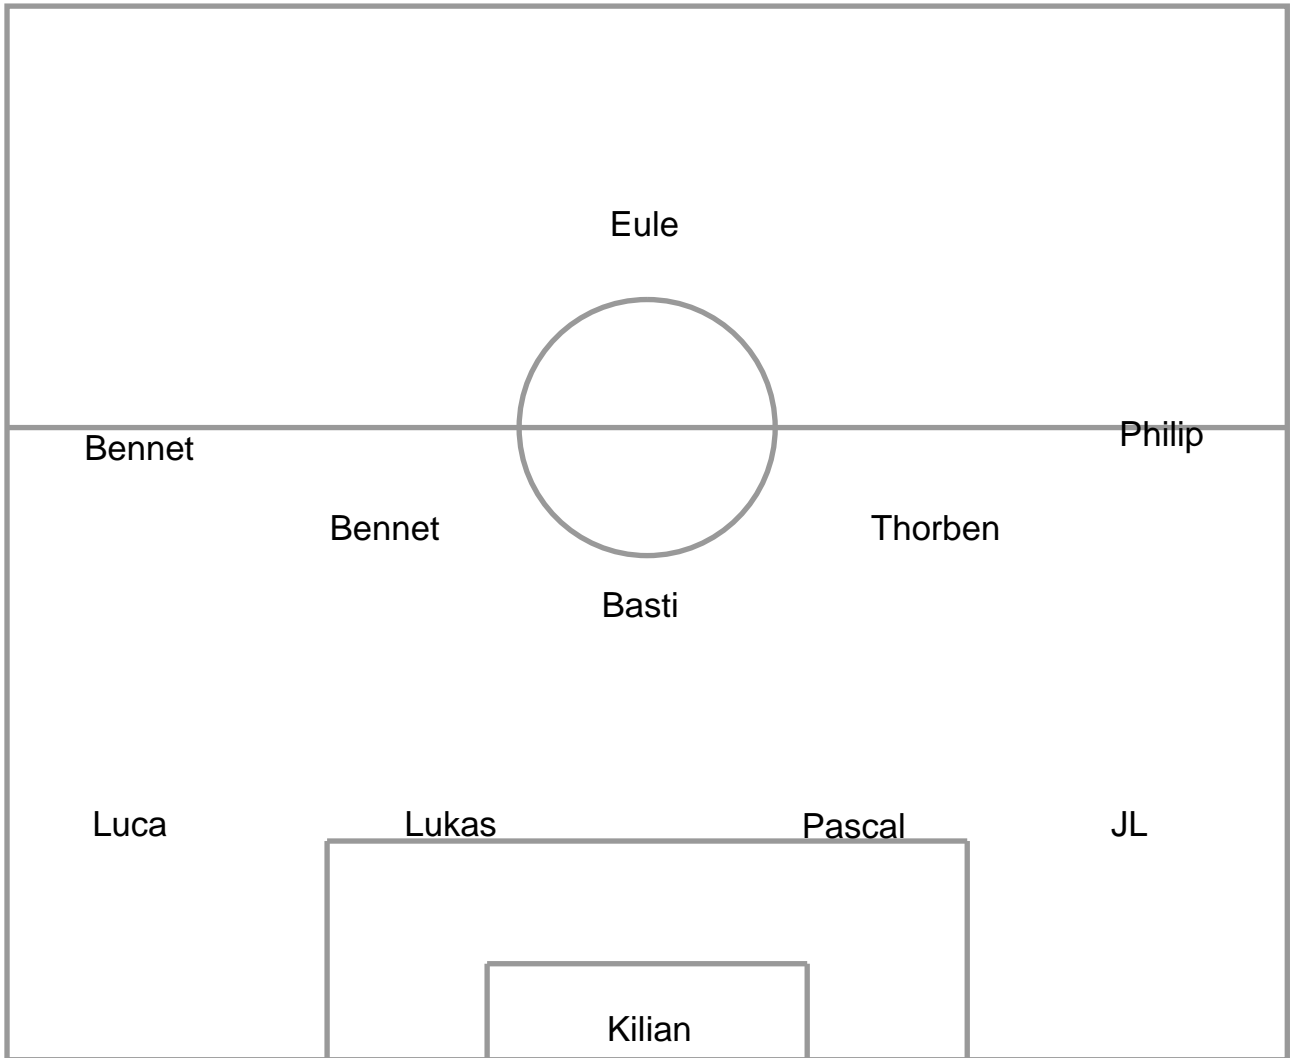 Eule
Philip
Bennet
Bennet
Thorben
Basti
Luca
Lukas
Pascal
JL
Kilian